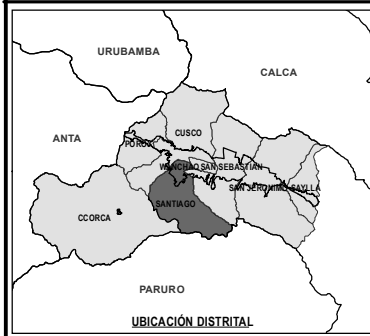 URUBAMBA
CALCA
ANTA
CUSCO
POROY
WANCHAQ SAN SEBASTIAN
SAN JERONIMO SAYLLA
SANTIAGO
CCORCA
PARURO
UBICACIÓN DISTRITAL